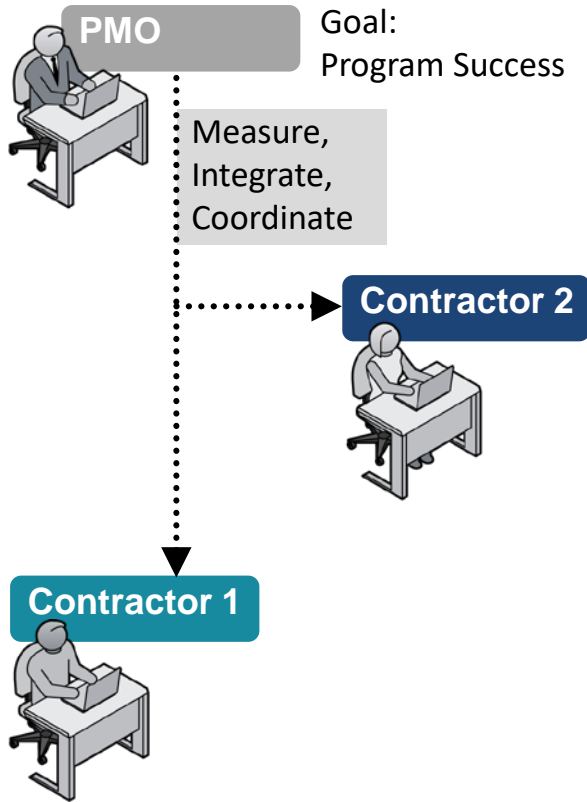 PMO
Goal:
Program Success
Measure,
Integrate,
Coordinate
Contractor 2
Contractor 1